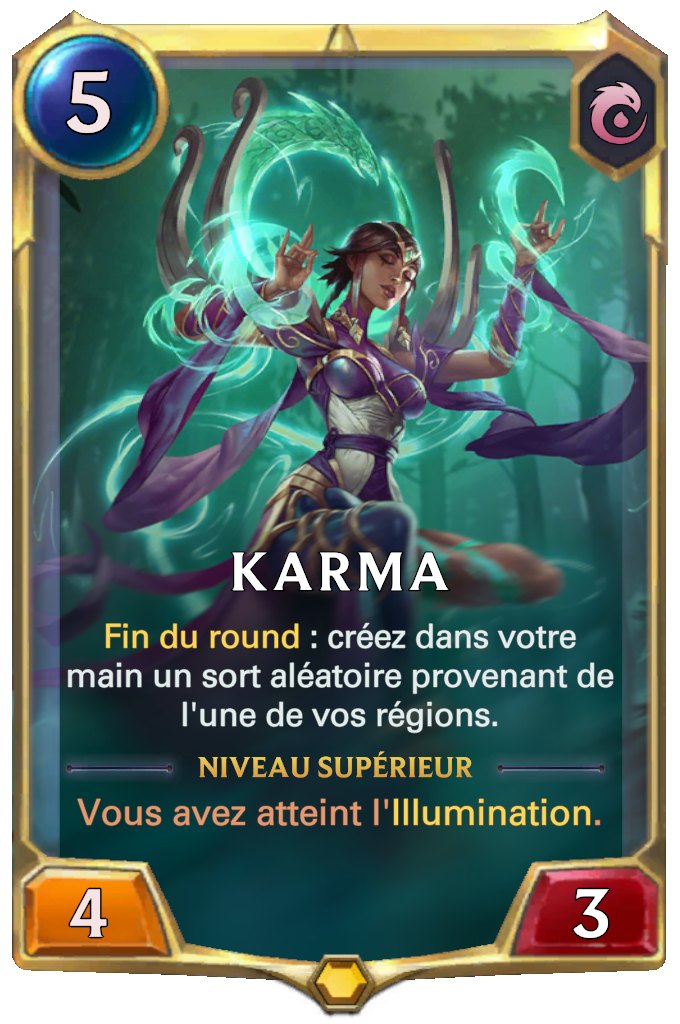 5
KARMA
Fin du round : créez dans votre
main un sort aléatoire provenant de
l'une de vos régions.
NIVEAU SUPÉRIEUR
Vous avez atteint l'Illumination.
4
3